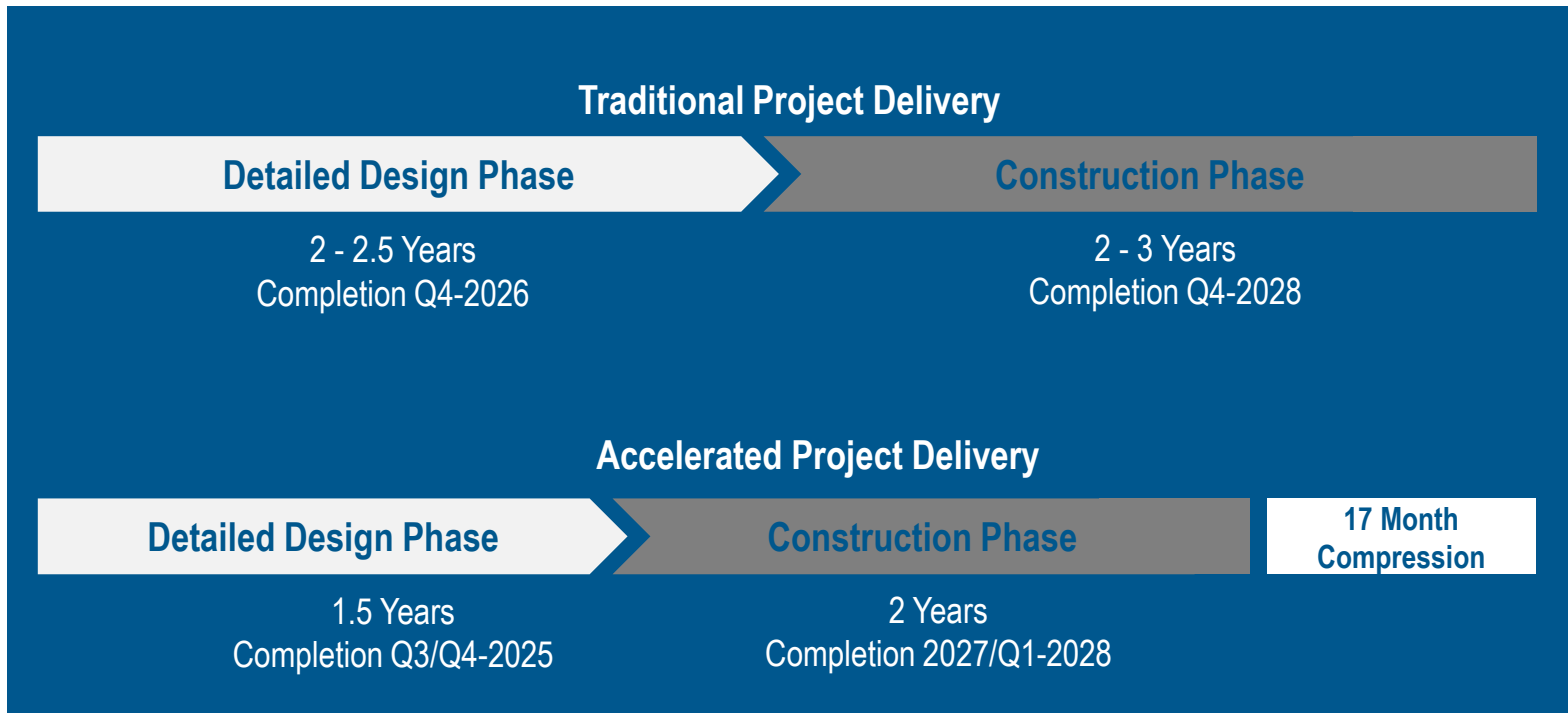 Traditional Project Delivery
Detailed Design Phase
Construction Phase
2 - 2.5 Years
Completion Q4-2026
2 - 3 Years
Completion Q4-2028
Accelerated Project Delivery
Detailed Design Phase
Construction Phase
17 Month
Compression
1.5 Years
Completion Q3/Q4-2025
2 Years
Completion 2027/Q1-2028